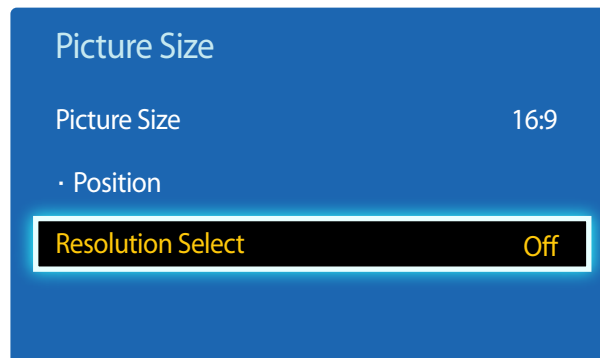 Picture Size
Picture Size 16:9
· Position
Resolution Select Off